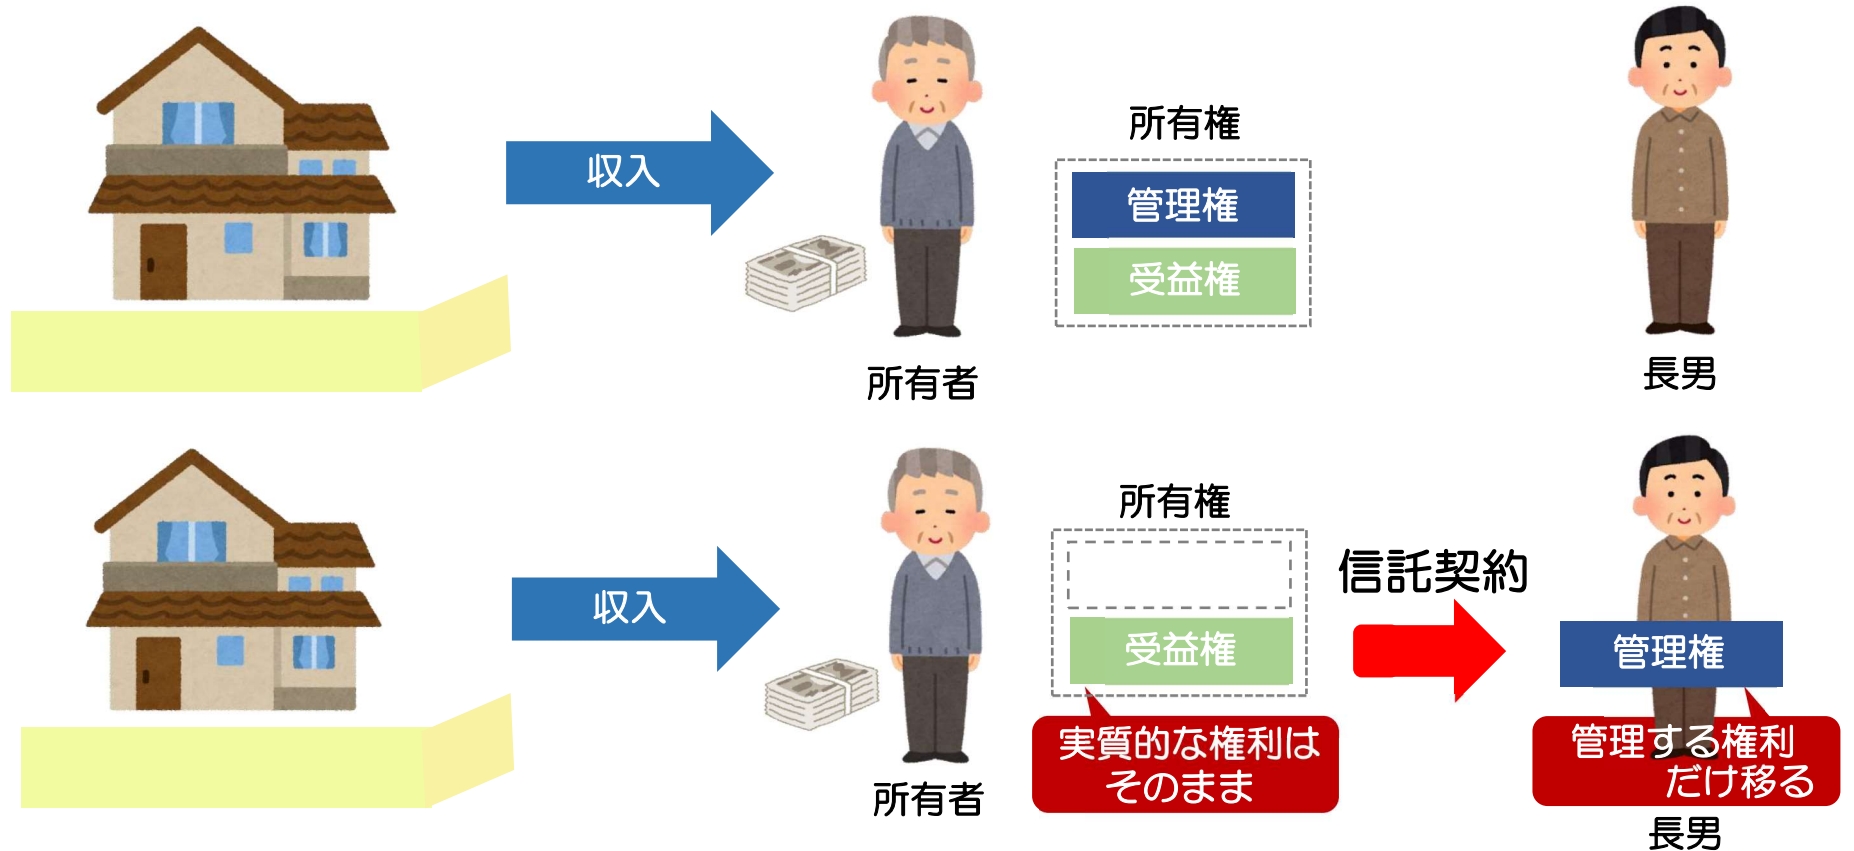 収入
所有権
管理権
受益権
所有者
長男
収入
所有権
受益権
信託契約
管理権
実質的な権利は
そのまま
管理する権利
だけ移る
所有者
長男